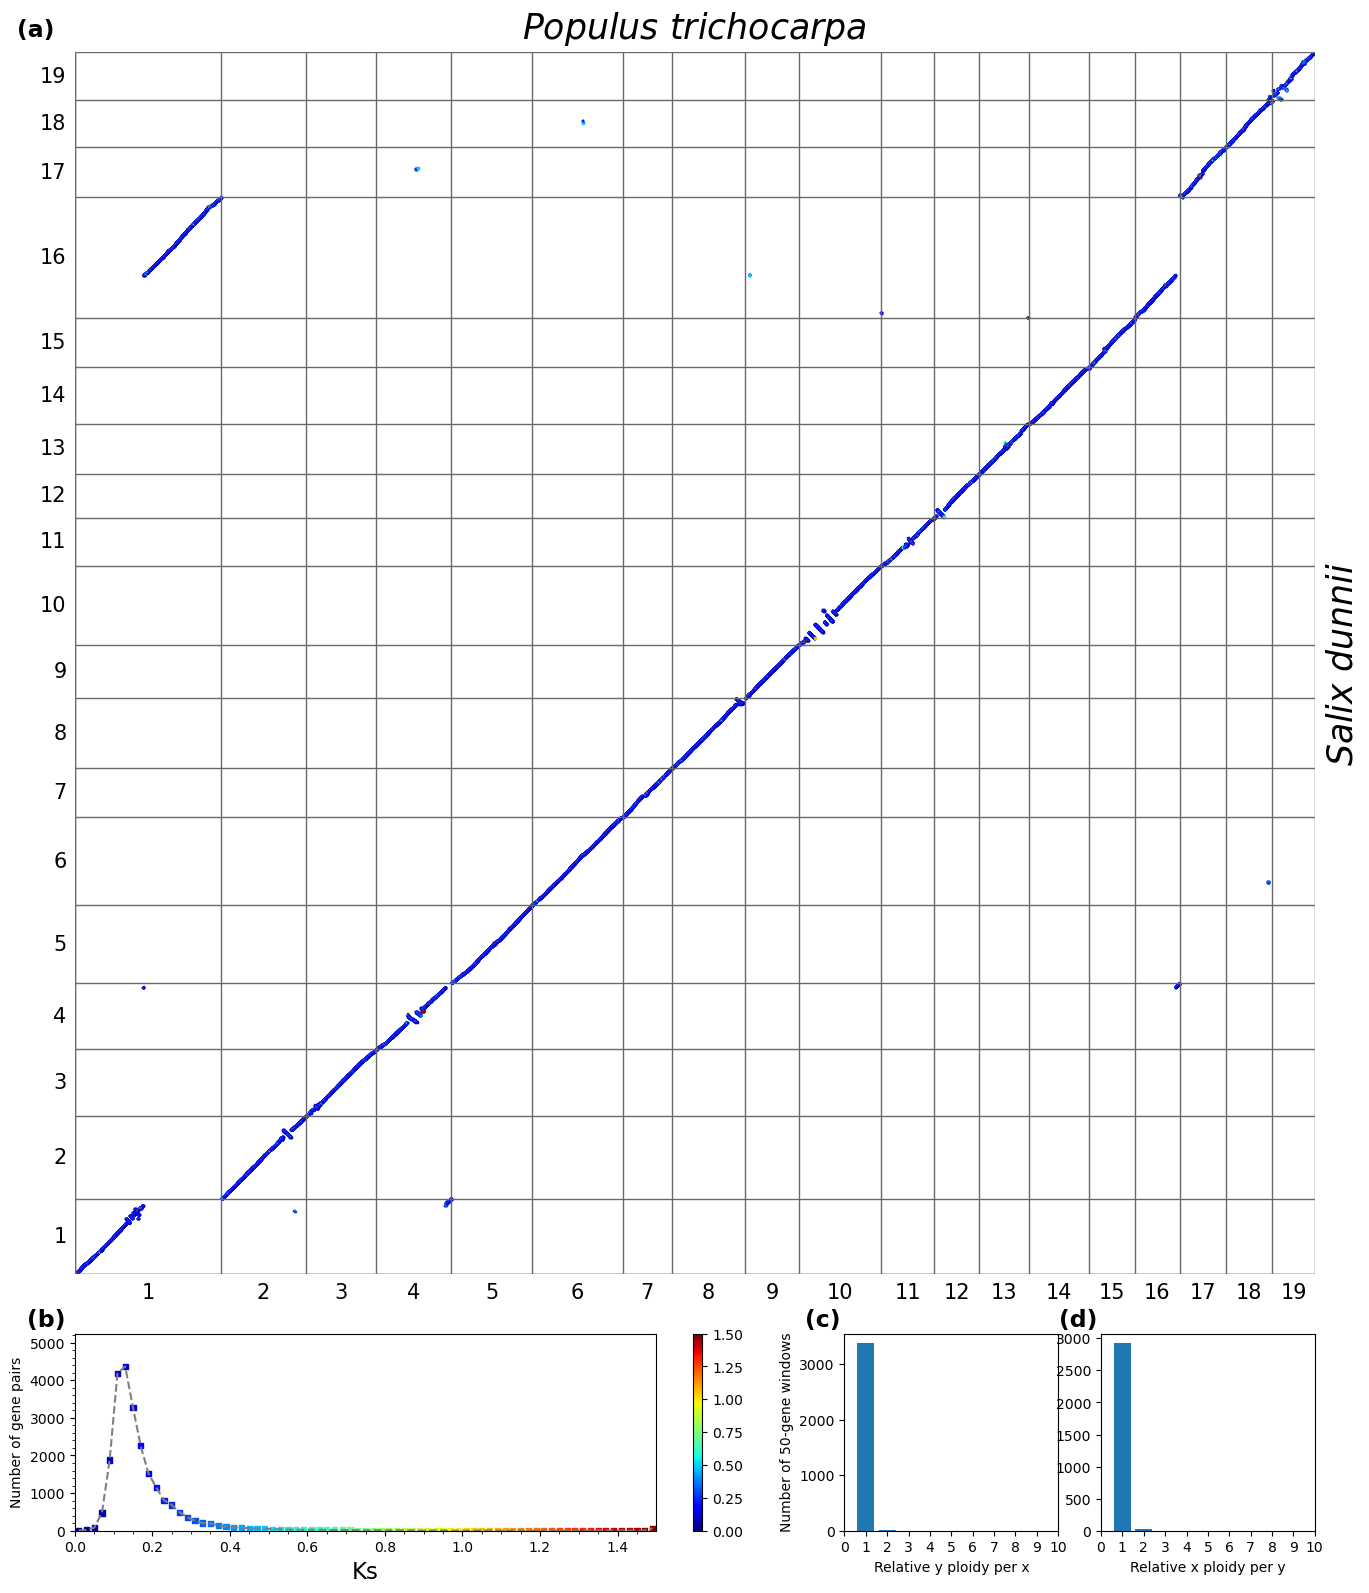 (a)
Populus trichocarpa
19
18
17
16
15
14
13
12
11
10
9
8
7
6
5
4
3
2
1
Salix dunnii
1 2 3 4 5 6 7 8 9 10 11 12 13 14 15 16 17 18 19
(b)
Number of gene pairs
5000
4000
3000
2000
1000
0
0.0 0.2 0.4 0.6 0.8 1.0 1.2 1.4
Ks
1.50
1.25
1.00
0.75
0.50
0.25
0.00
(c)
Number of 50-gene windows
3000
2000
1000
0
0 1 2 3 4 5 6 7 8 9 10
Relative y ploidy per x
(d)
3000
2500
2000
1500
1000
500
0
0 1 2 3 4 5 6 7 8 9 10
Relative x ploidy per y